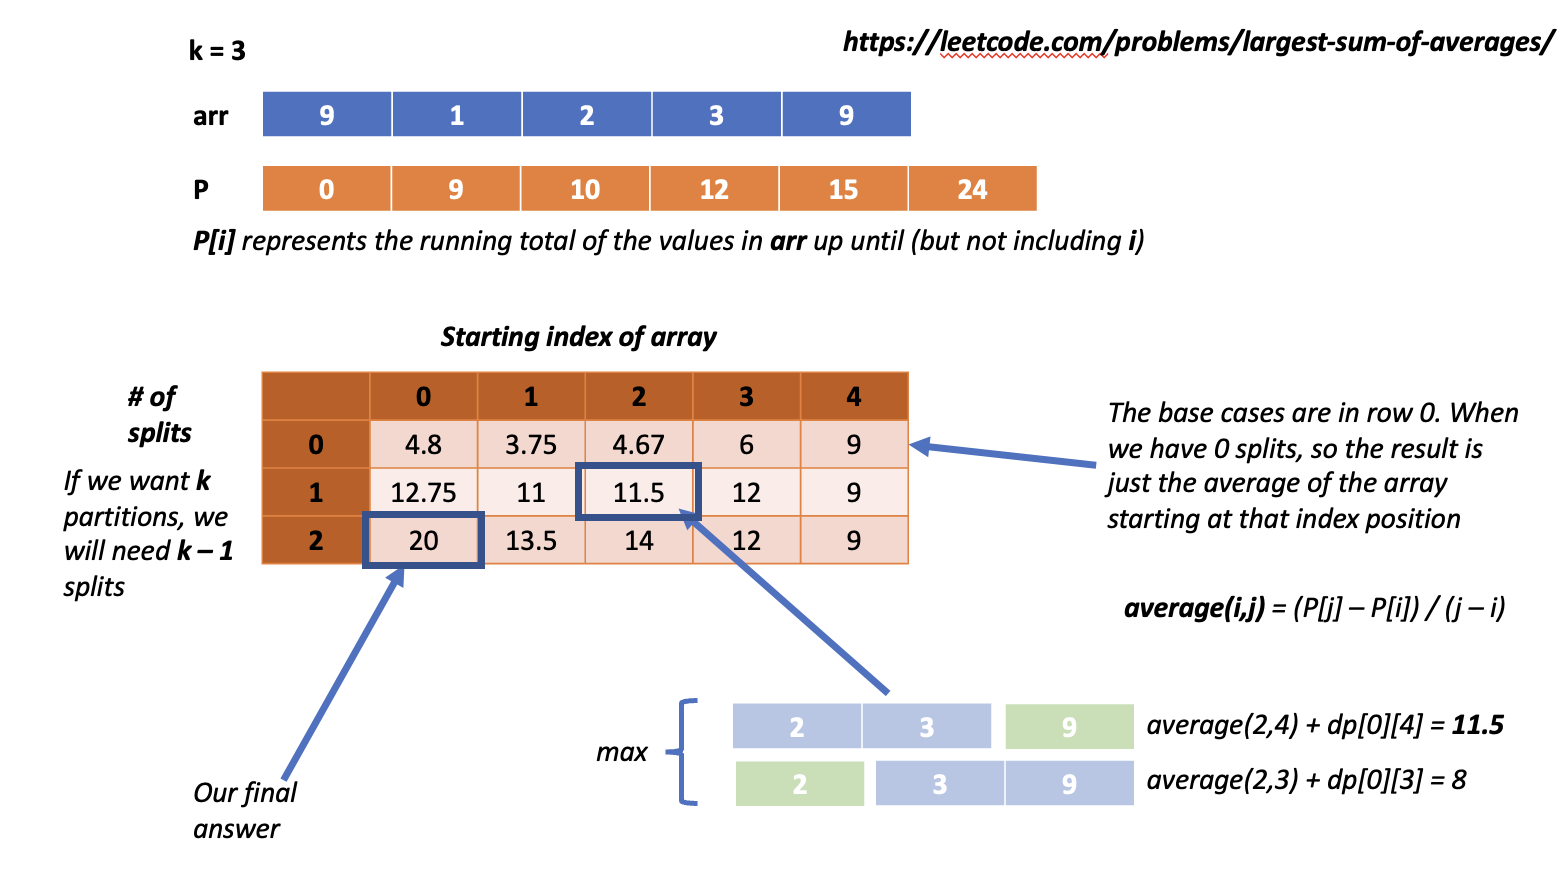 k = 3
https://leetcode.com/problems/largest-sum-of-averages/
arr 9 1 2 3 9
P 0 9 10 12 15 24
P[i] represents the running total of the values in arr up until (but not including i)
Starting index of array
# of
splits
If we want k
partitions, we
will need k – 1
splits
0 1 2 3 4
0 4.8 3.75 4.67 6 9
1 12.75 11 11.5 12 9
2 20 13.5 14 12 9
The base cases are in row 0. When
we have 0 splits, so the result is
just the average of the array
starting at that index position
average(i,j) = (P[j] – P[i]) / (j – i)
max
2 3 9 average(2,4) + dp[0][4] = 11.5
2 3 9 average(2,3) + dp[0][3] = 8
Our final
answer